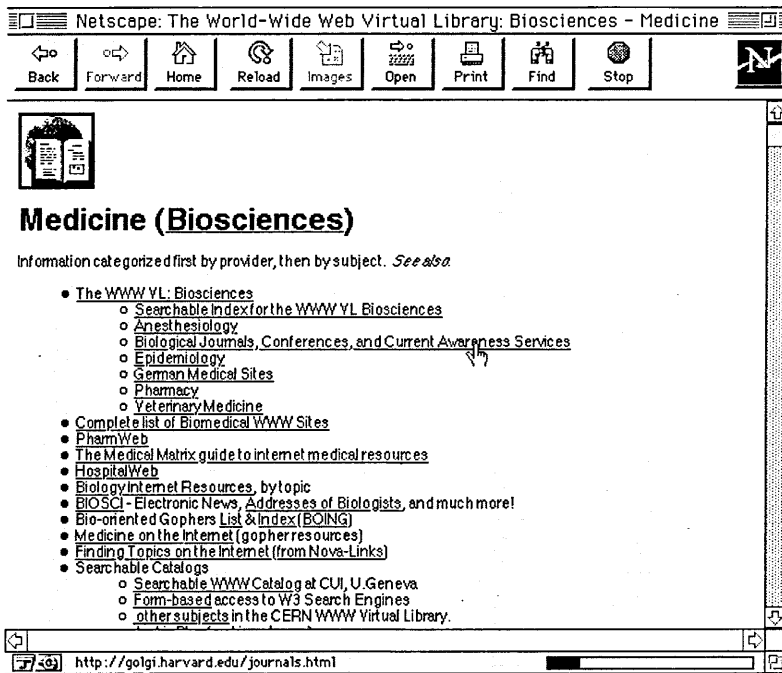 Netscape: The World-Wide Web Virtual Library: Biosciences – Medicine
Back Forward Home Reload Images Open Print Find Stop
N
Medicine (Biosciences)
Information categorized first by provider, then by subject. See also.
The WWW VL: Biosciences
Searchable Index for the WWW VL Biosciences
Anesthesiology
Biological Journals, Conferences, and Current Awareness Services
Epidemiology
German Medical Sites
Pharmacy
Veterinary Medicine
Complete list of Biomedical WWW Sites
PharmWeb
The Medical Matrix guide to internet medical resources
HospitalWeb
Biology Internet Resources, by topic
BIOSCI - Electronic News, Addresses of Biologists, and much more!
Bio-oriented Gophers List & Index (BOING)
Medicine on the Internet (gopher resources)
Finding Topics on the Internet (from Nova-Links)
Searchable Catalogs
Searchable WWW Catalog at CUI, U.Geneva
Form-based access to W3 Search Engines
other subjects in the CERN WWW Virtual Library.
http://golgi.harvard.edu/journals.html